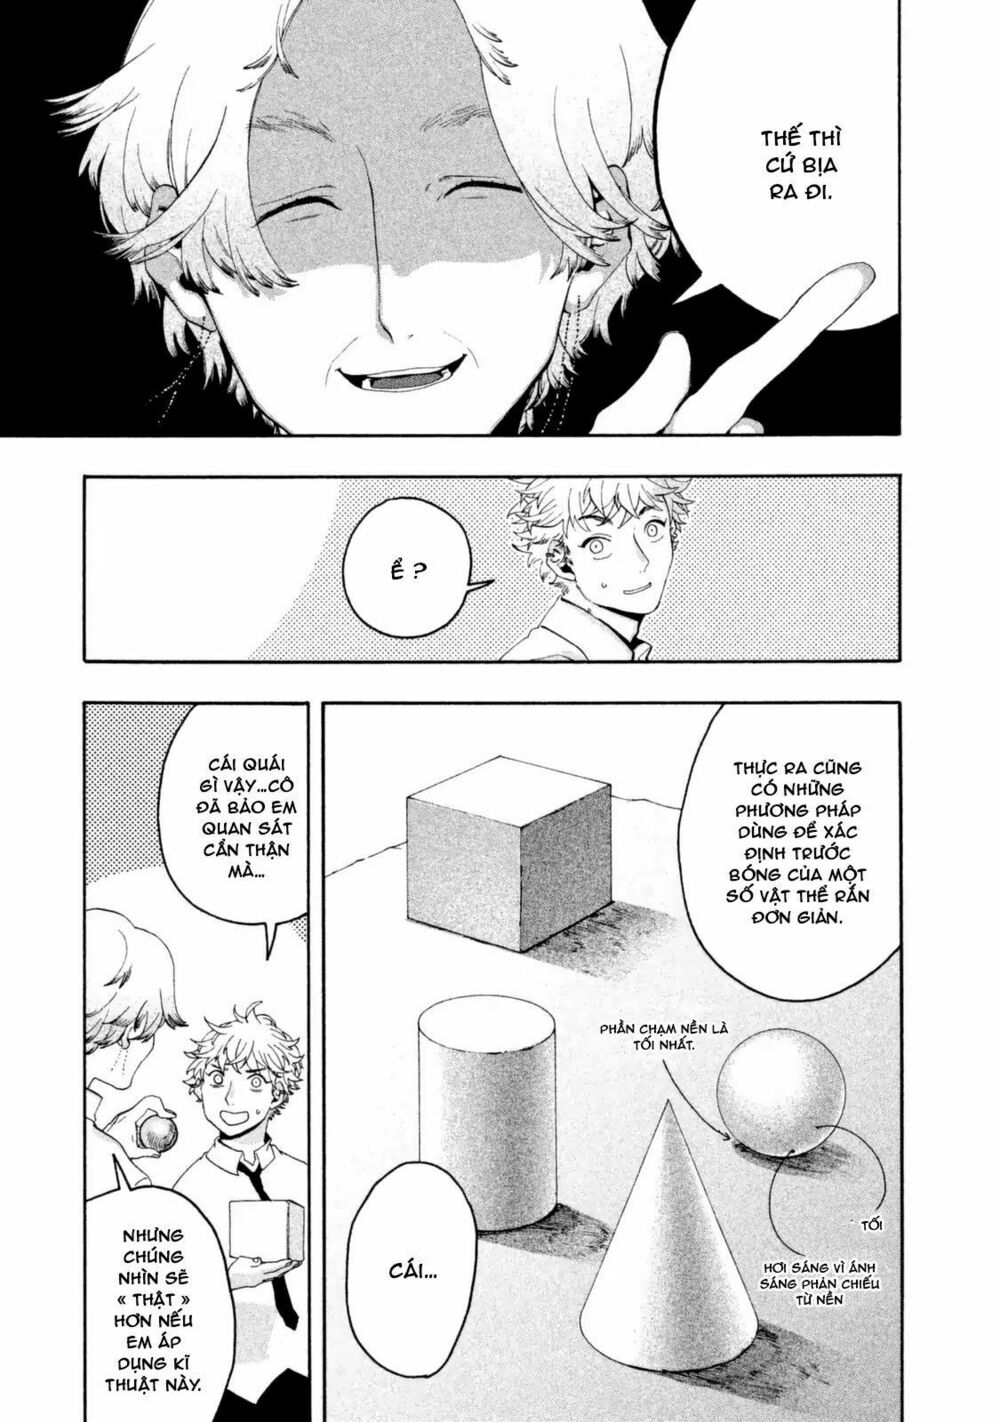 THẾ THÌ
CỨ BỊA
RA ĐI.
Ể ?
THỰC RA CŨNG
CÓ NHỮNG
PHƯƠNG PHÁP
DÙNG ĐỂ XÁC
ĐỊNH TRƯỚC
BÓNG CỦA MỘT
SỐ VẬT THỂ RẮN
ĐƠN GIẢN.
PHẦN CHẠM NỀN LÀ
TỐI NHẤT.
TỐI
HƠI SÁNG VÌ ÁNH
SÁNG PHẢN CHIẾU
TỪ NỀN
CÁI...
CÁI QUÁI
GÌ VẬY...CÔ
ĐÃ BẢO EM
QUAN SÁT
CẨN THẬN
MÀ...
NHƯNG
CHÚNG
NHÌN SẼ
« THẬT »
HƠN NẾU
EM ÁP
DỤNG KĨ
THUẬT NÀY.